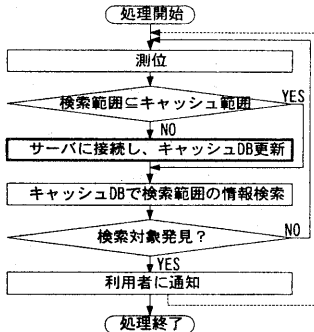 処理開始
測位
検索範囲⊆キャッシュ範囲
YES
NO
サーバに接続し、キャッシュDB更新
キャッシュDBで検索範囲の情報検索
検索対象発見?
NO
YES
利用者に通知
処理終了